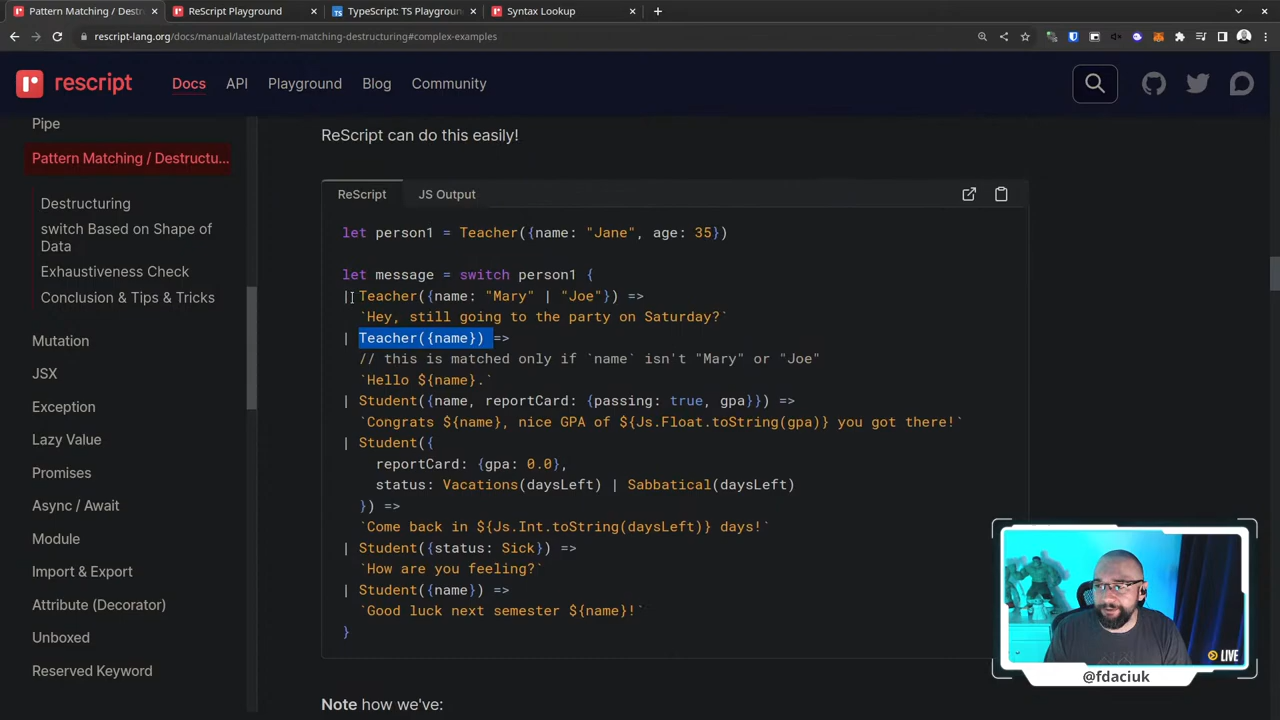 Pattern Matching / Dest
ReScript Playground
TypeScript: TS Playgroun
Syntax Lookup
rescript-lang.org/docs/manual/latest/pattern-matching-destructuring#complex-examples
rescript
Docs
API
Playground
Blog
Community
Pipe
Pattern Matching / Destructu...
Destructuring
switch Based on Shape of
Data
Exhaustiveness Check
Conclusion & Tips & Tricks
Mutation
JSX
Exception
Lazy Value
Promises
Async / Await
Module
Import & Export
Attribute (Decorator)
Unboxed
Reserved Keyword
ReScript can do this easily!
ReScript
JS Output
let person1 = Teacher({name: "Jane", age: 35})
let message = switch person1 {
| Teacher({name: "Mary" | "Joe"}) =>
`Hey, still going to the party on Saturday?`
| Teacher({name}) =>
// this is matched only if `name` isn't "Mary" or "Joe"
`Hello ${name}.`
| Student({name, reportCard: {passing: true, gpa}}) =>
`Congrats ${name}, nice GPA of ${Js.Float.toString(gpa)} you got there!`
| Student({
reportCard: {gpa: 0.0},
status: Vacations(daysLeft) | Sabbatical(daysLeft)
}) =>
`Come back in ${Js.Int.toString(daysLeft)} days!`
| Student({status: Sick}) =>
`How are you feeling?`
| Student({name}) =>
`Good luck next semester ${name}!`
}
Note how we've:
LIVE
@fdaciuk